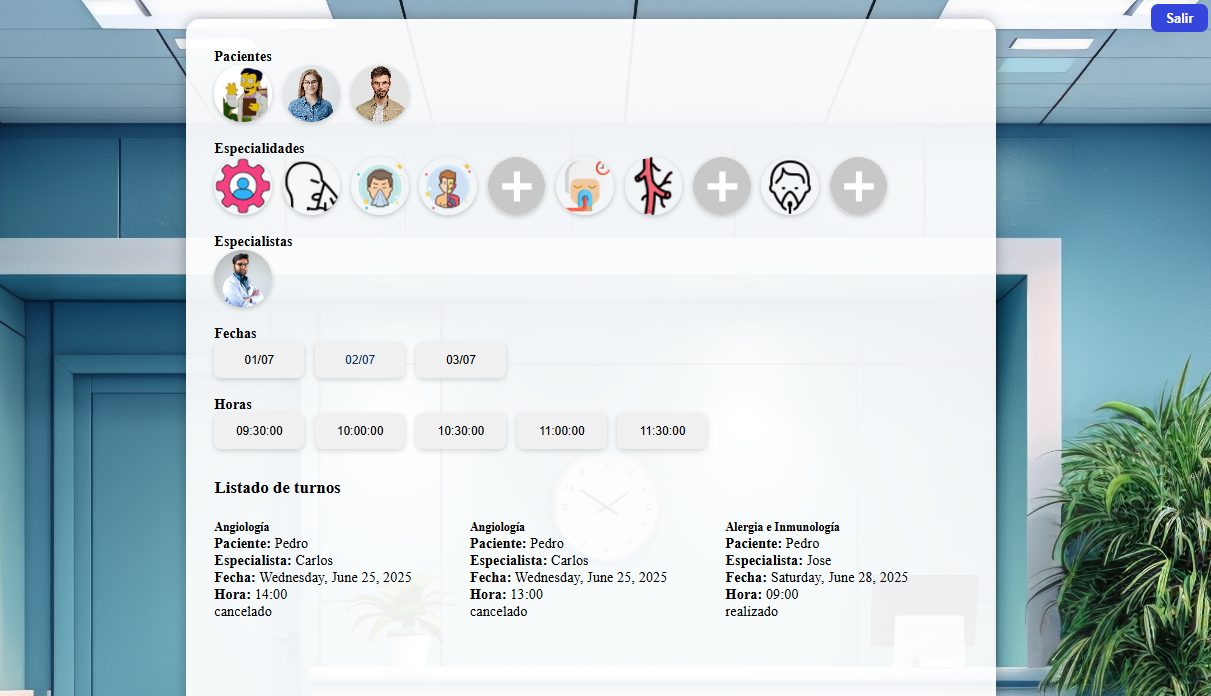 Salir
Pacientes
Especialidades
Especialistas
Fechas
01/07 02/07 03/07
Horas
09:30:00 10:00:00 10:30:00 11:00:00 11:30:00
Listado de turnos
Angiología
Paciente: Pedro
Especialista: Carlos
Fecha: Wednesday, June 25, 2025
Hora: 14:00
cancelado
Angiología
Paciente: Pedro
Especialista: Carlos
Fecha: Wednesday, June 25, 2025
Hora: 13:00
cancelado
Alergia e Inmunología
Paciente: Pedro
Especialista: Jose
Fecha: Saturday, June 28, 2025
Hora: 09:00
realizado